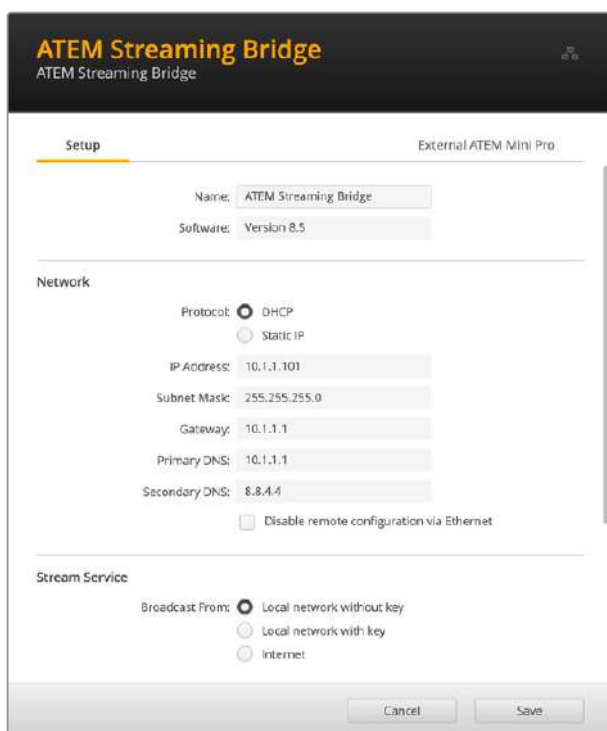 ATEM Streaming Bridge
ATEM Streaming Bridge
Setup
External ATEM Mini Pro
Name: ATEM Streaming Bridge
Software: Version 8.5
Network
Protocol: DHCP
Static IP
IP Address: 10.1.1.101
Subnet Mask: 255.255.255.0
Gateway: 10.1.1.1
Primary DNS: 10.1.1.1
Secondary DNS: 8.8.4.4
Disable remote configuration via Ethernet
Stream Service
Broadcast From: Local network without key
Local network with key
Internet
Cancel Save